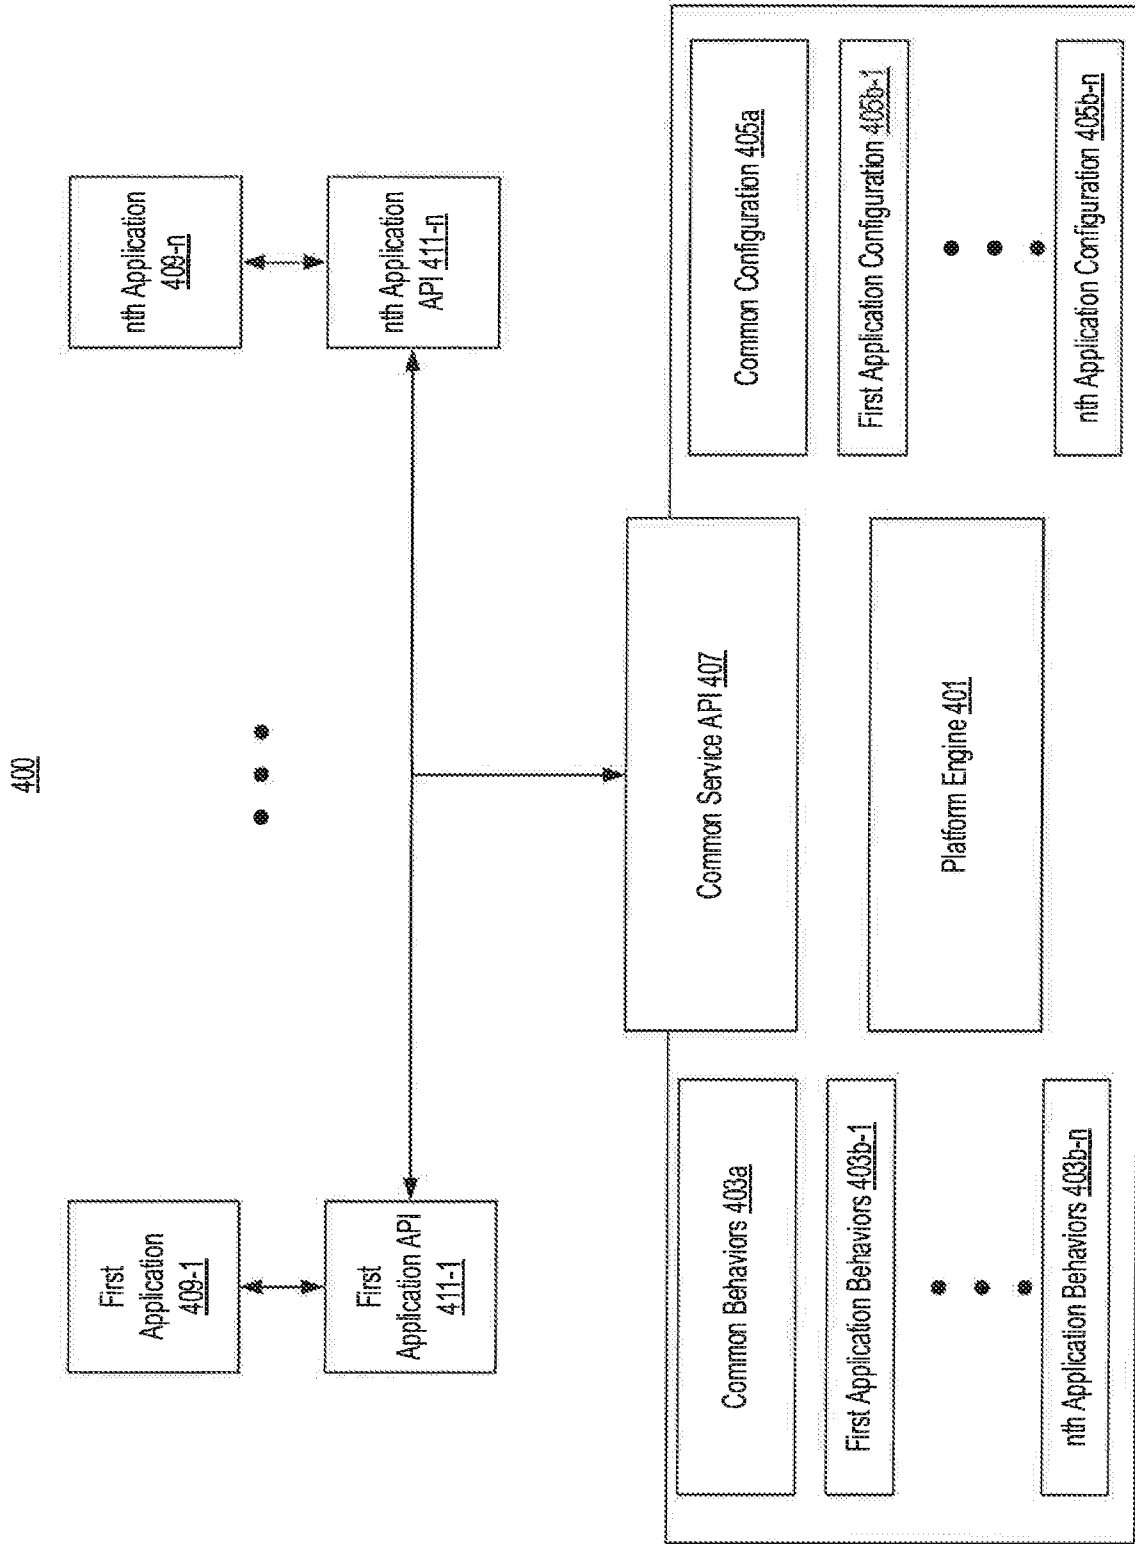 400
First
Application
409-1
nth Application
409-n
First
Application API
411-1
nth Application
API 411-n
Common Service API 407
Common Behaviors 403a
Common Configuration 405a
First Application Behaviors 403b-1
Platform Engine 401
First Application Configuration 405b-1
nth Application Behaviors 403b-n
nth Application Configuration 405b-n